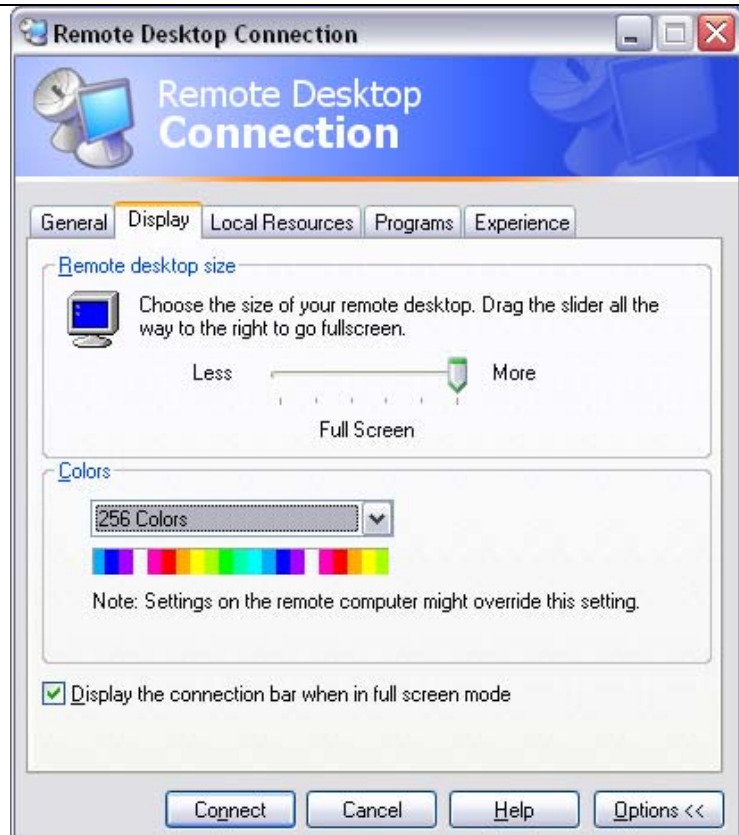 Remote Desktop Connection
Remote Desktop
Connection
General Display Local Resources Programs Experience
Remote desktop size
Choose the size of your remote desktop. Drag the slider all the
way to the right to go fullscreen.
Less More
Full Screen
Colors
256 Colors
Note: Settings on the remote computer might override this setting.
Display the connection bar when in full screen mode
Connect Cancel Help Options <<